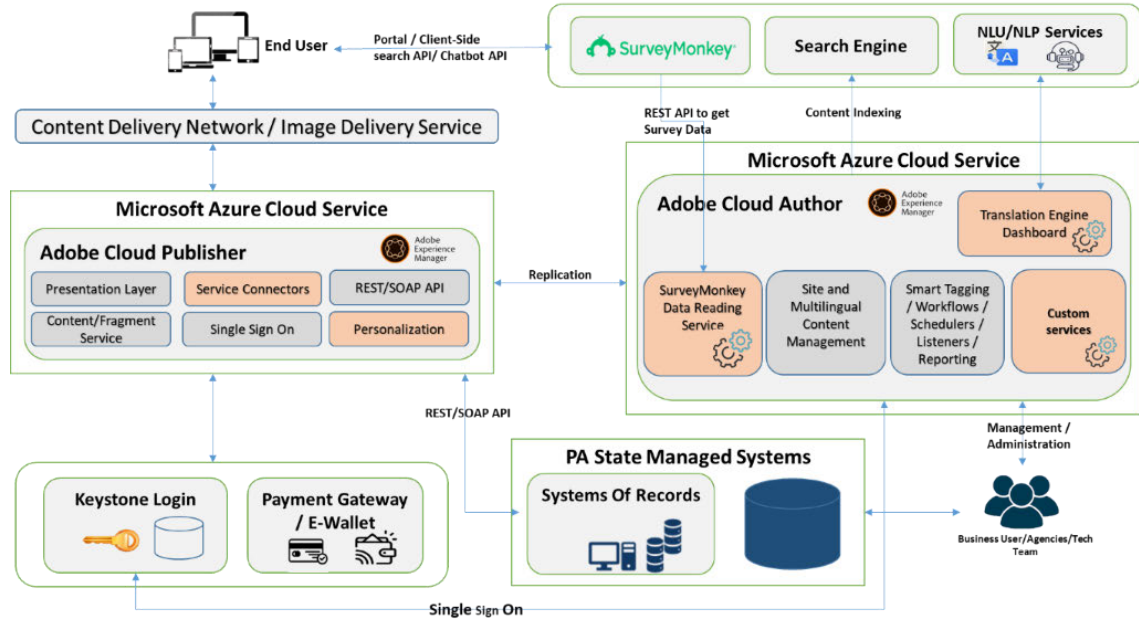 End User
Portal / Client-Side
search API/ Chatbot API
SurveyMonkey
Search Engine
NLU/NLP Services
文
A
Content Delivery Network / Image Delivery Service
REST API to get
Survey Data
Content Indexing
Microsoft Azure Cloud Service
Adobe Cloud Publisher
Adobe
Experience
Manager
Presentation Layer
Service Connectors
REST/SOAP API
Content/Fragment
Service
Single Sign On
Personalization
Replication
Microsoft Azure Cloud Service
Adobe Cloud Author
Adobe
Experience
Manager
Translation Engine
Dashboard
SurveyMonkey
Data Reading
Service
Site and
Multilingual
Content
Management
Smart Tagging
/ Workflows /
Schedulers /
Listeners /
Reporting
Custom
services
REST/SOAP API
Management /
Administration
Keystone Login
Payment Gateway
/ E-Wallet
PA State Managed Systems
Systems Of Records
Business User/Agencies/Tech
Team
Single Sign On